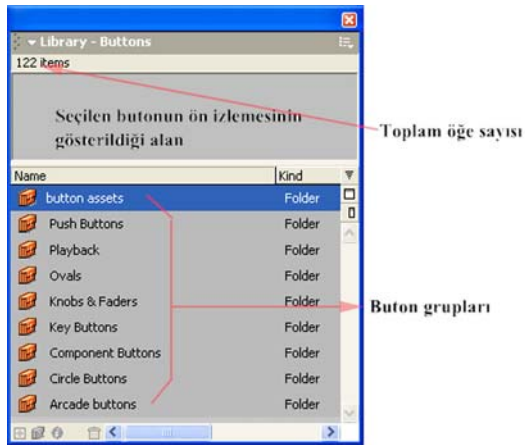 Library - Buttons
122 items
Seçilen butonun ön izlemesinin
gösterildiği alan
Toplam öğe sayısı
Name Kind
button assets Folder
Push Buttons Folder
Playback Folder
Ovals Folder
Knobs & Faders Folder
Buton grupları
Key Buttons Folder
Component Buttons Folder
Circle Buttons Folder
Arcade buttons Folder